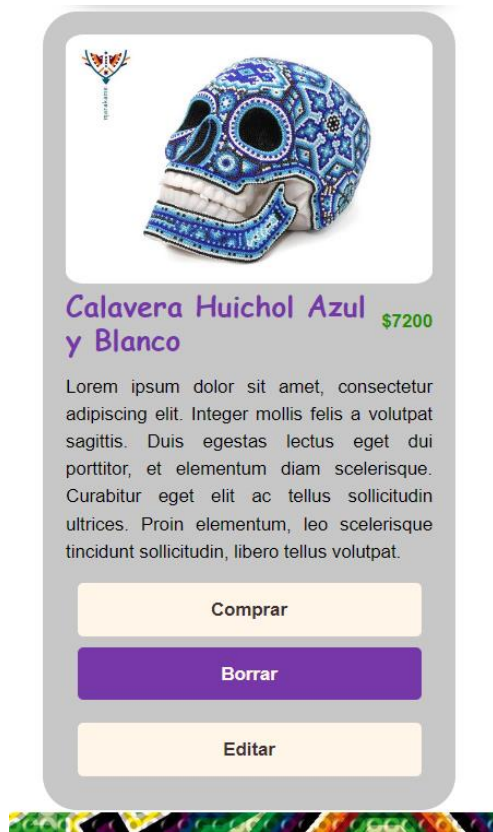 Calavera Huichol Azul
y Blanco
$7200
Lorem ipsum dolor sit amet, consectetur
adipiscing elit. Integer mollis felis a volutpat
sagittis. Duis egestas lectus eget dui
porttitor, et elementum diam scelerisque.
Curabitur eget elit ac tellus sollicitudin
ultrices. Proin elementum, leo scelerisque
tincidunt sollicitudin, libero tellus volutpat.
Comprar
Borrar
Editar